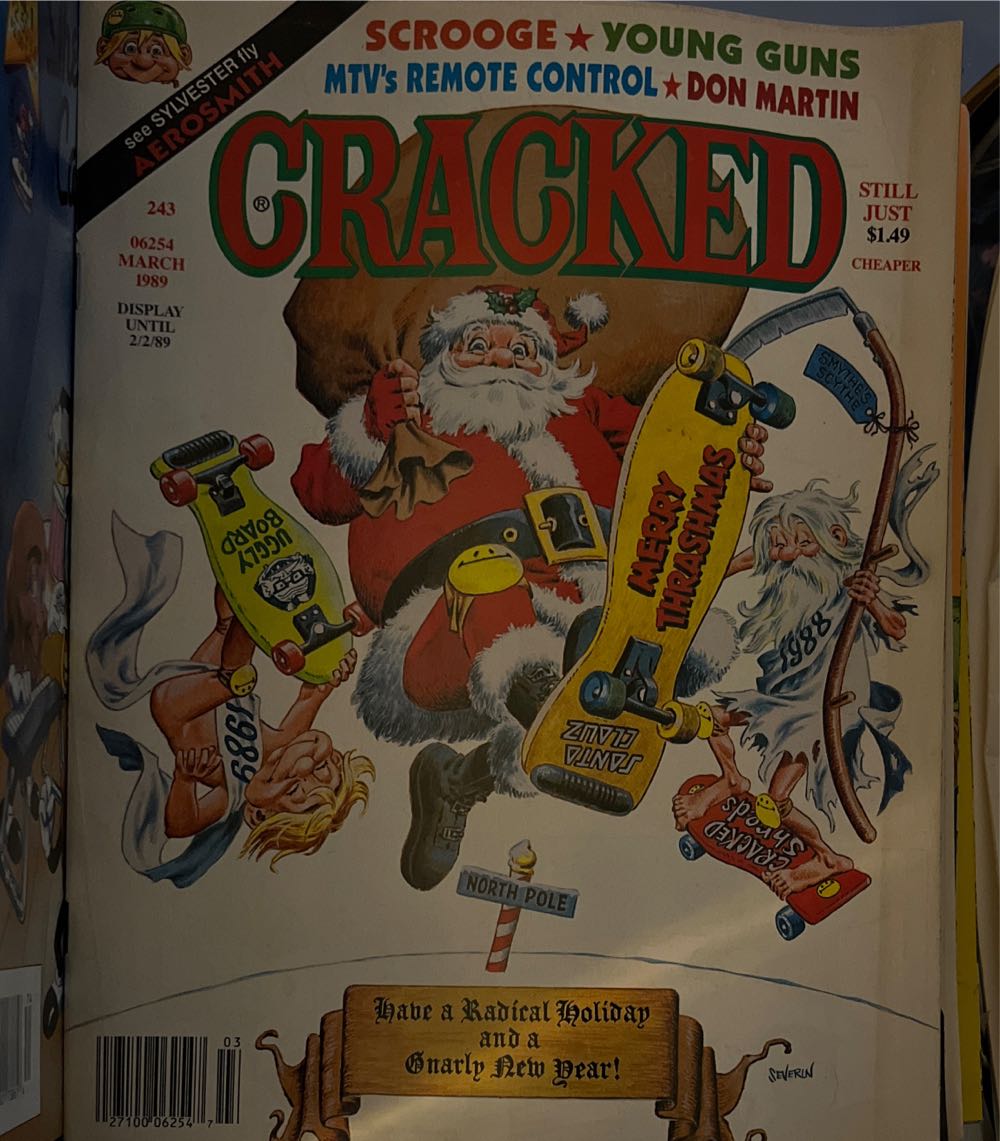 see SYLVESTER fly
AEROSMITH
SCROOGE ★ YOUNG GUNS
MTV's REMOTE CONTROL ★ DON MARTIN
CRACKED
®
243
06254
MARCH
1989
DISPLAY
UNTIL
2/2/89
STILL
JUST
$1.49
CHEAPER
SMYTHE'S
SCYTHE
UGGLY
BOARD
MERRY
THRASHMAS
SANTA
CLAUZ
1989
1988
CRACKED
Shreds
NORTH POLE
Have a Radical Holiday
and a
Gnarly New Year!
SEVERIN
03
27100 06254 7